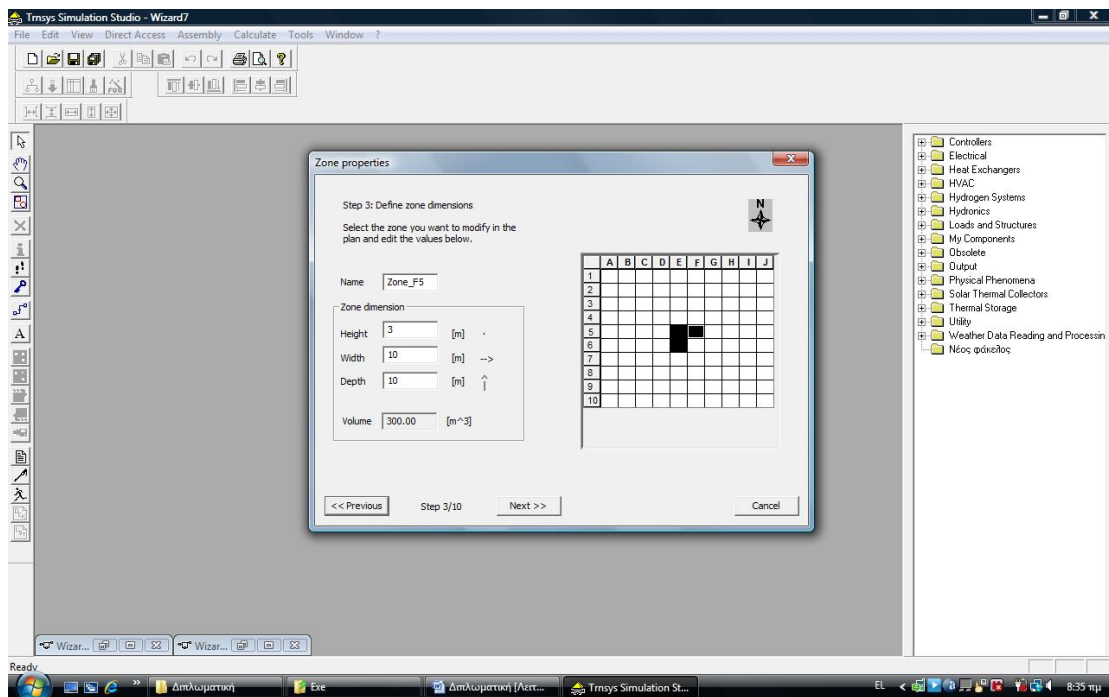 Trnsys Simulation Studio - Wizard7
File Edit View Direct Access Assembly Calculate Tools Window ?
Zone properties
Step 3: Define zone dimensions
Select the zone you want to modify in the
plan and edit the values below.
N
Name Zone_F5
Zone dimension
Height 3 [m] ·
Width 10 [m] -->
Depth 10 [m] ^
|
Volume 300.00 [m^3]
A B C D E F G H I J
1
2
3
4
5
6
7
8
9
10
<< Previous Step 3/10 Next >> Cancel
Controllers
Electrical
Heat Exchangers
HVAC
Hydrogen Systems
Hydronics
Loads and Structures
My Components
Obsolete
Output
Physical Phenomena
Solar Thermal Collectors
Thermal Storage
Utility
Weather Data Reading and Processin
Νέος φάκελος
Wizar... Wizar...
Ready
Διπλωματική Exe Διπλωματική [Λειτ... Trnsys Simulation St... EL 8:35 πμ